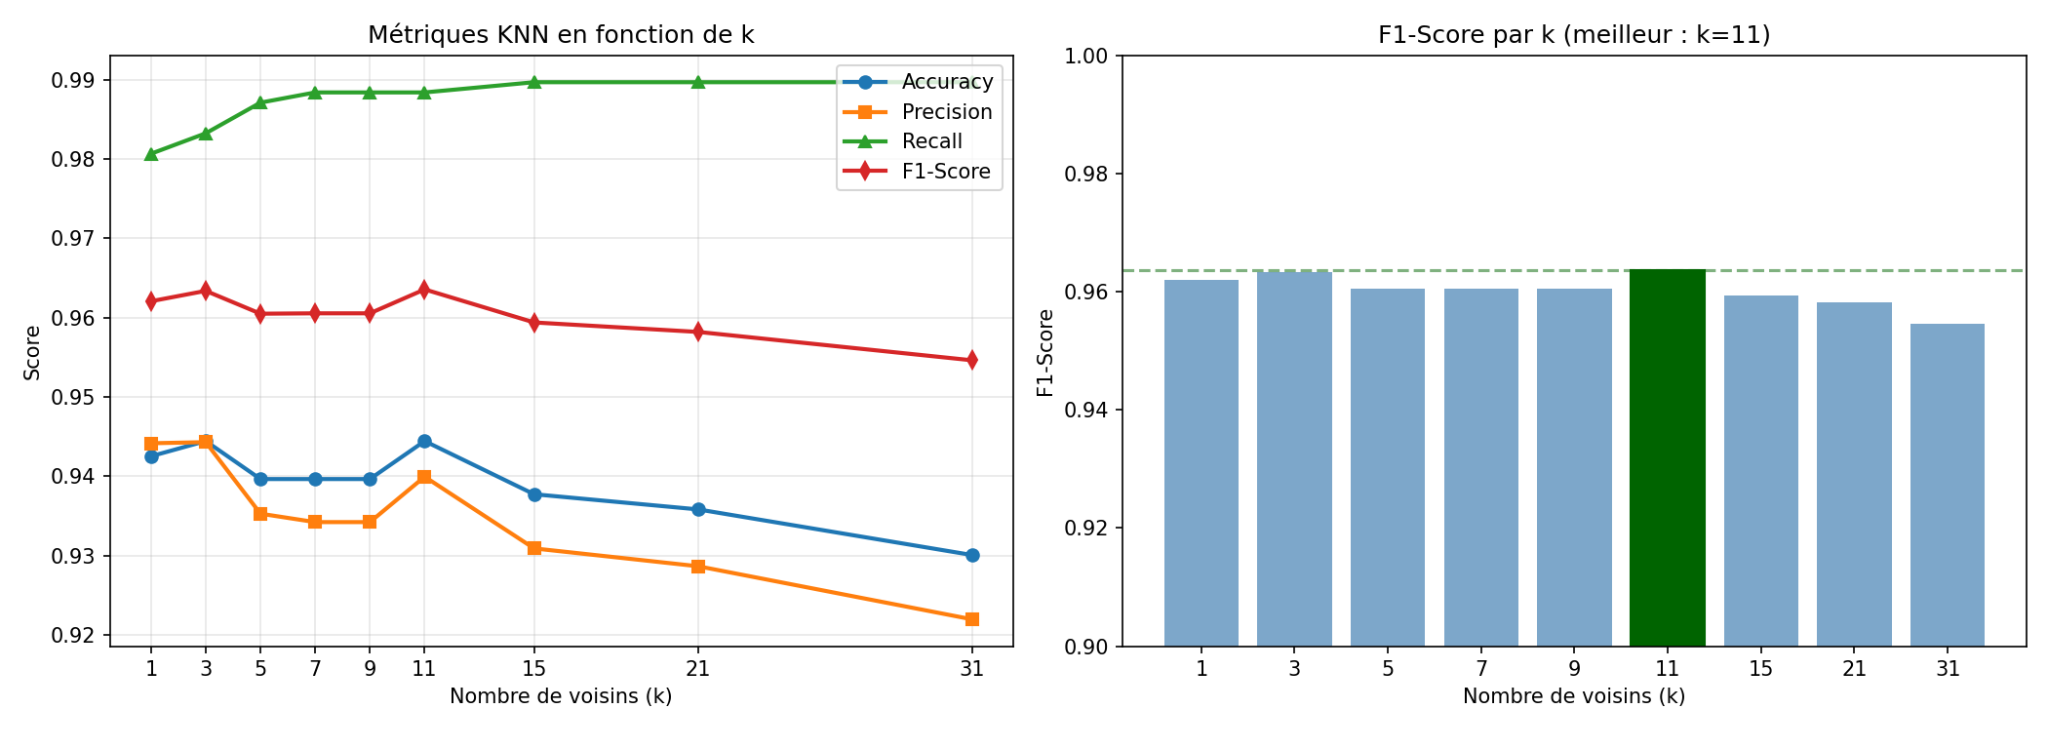 Métriques KNN en fonction de k
Score
0.99
0.98
0.97
0.96
0.95
0.94
0.93
0.92
Accuracy
Precision
Recall
F1-Score
1 3 5 7 9 11 15 21 31
Nombre de voisins (k)
F1-Score par k (meilleur : k=11)
F1-Score
1.00
0.98
0.96
0.94
0.92
0.90
1 3 5 7 9 11 15 21 31
Nombre de voisins (k)